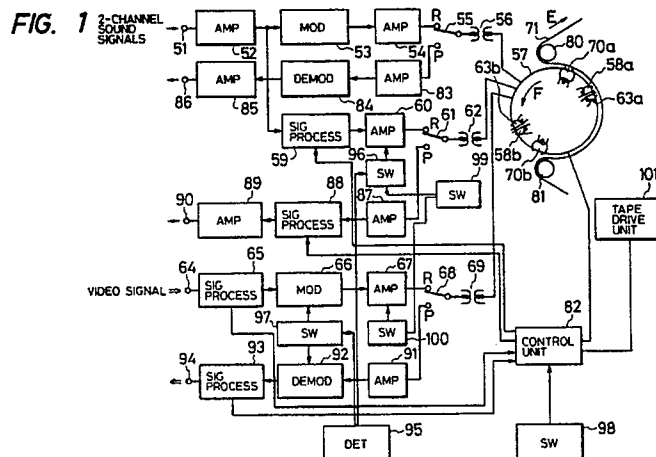 FIG. 1
2-CHANNEL
SOUND
SIGNALS
51
AMP
52
MOD
53
AMP
54
R
55
56
P
71
E
80
70a
57
58a
63b
F
63a
58b
70b
81
86
AMP
85
DEMOD
84
AMP
83
60
SIG
PROCESS
59
AMP
R
61
62
P
96
SW
99
SW
101
TAPE DRIVE
UNIT
90
89
AMP
88
SIG
PROCESS
87
AMP
VIDEO SIGNAL
64
65
SIG
PROCESS
66
MOD
67
AMP
R
68
69
P
97
SW
SW
100
82
CONTROL
UNIT
94
93
SIG
PROCESS
92
DEMOD
91
AMP
DET
95
SW
98